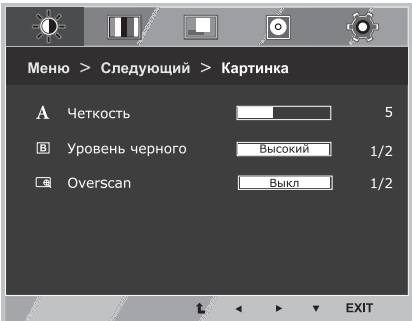 Меню > Следующий > Картинка
A Четкость 5
B Уровень черного Высокий 1/2
Overscan Выкл 1/2
EXIT